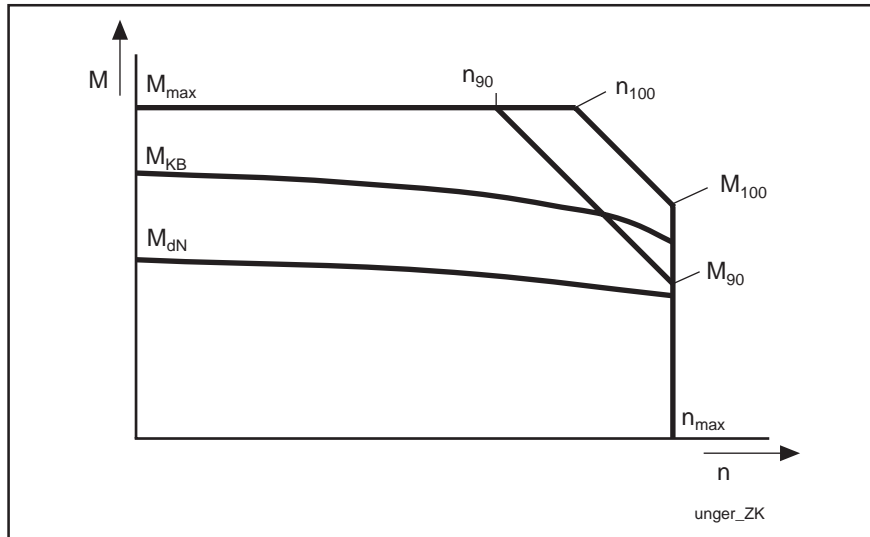 M
M_max
n_90
n_100
M_KB
M_100
M_dN
M_90
n_max
n
unger_ZK